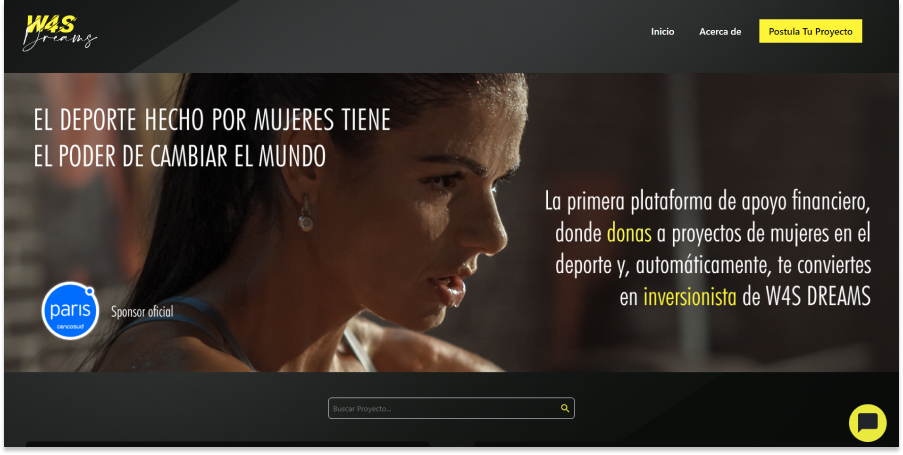 W4S
Dreams
Inicio
Acerca de
Postula Tu Proyecto
EL DEPORTE HECHO POR MUJERES TIENE
EL PODER DE CAMBIAR EL MUNDO
La primera plataforma de apoyo financiero,
donde donas a proyectos de mujeres en el
deporte y, automáticamente, te conviertes
en inversionista de W4S DREAMS
paris
cencosud
Sponsor oficial
Buscar Proyecto...